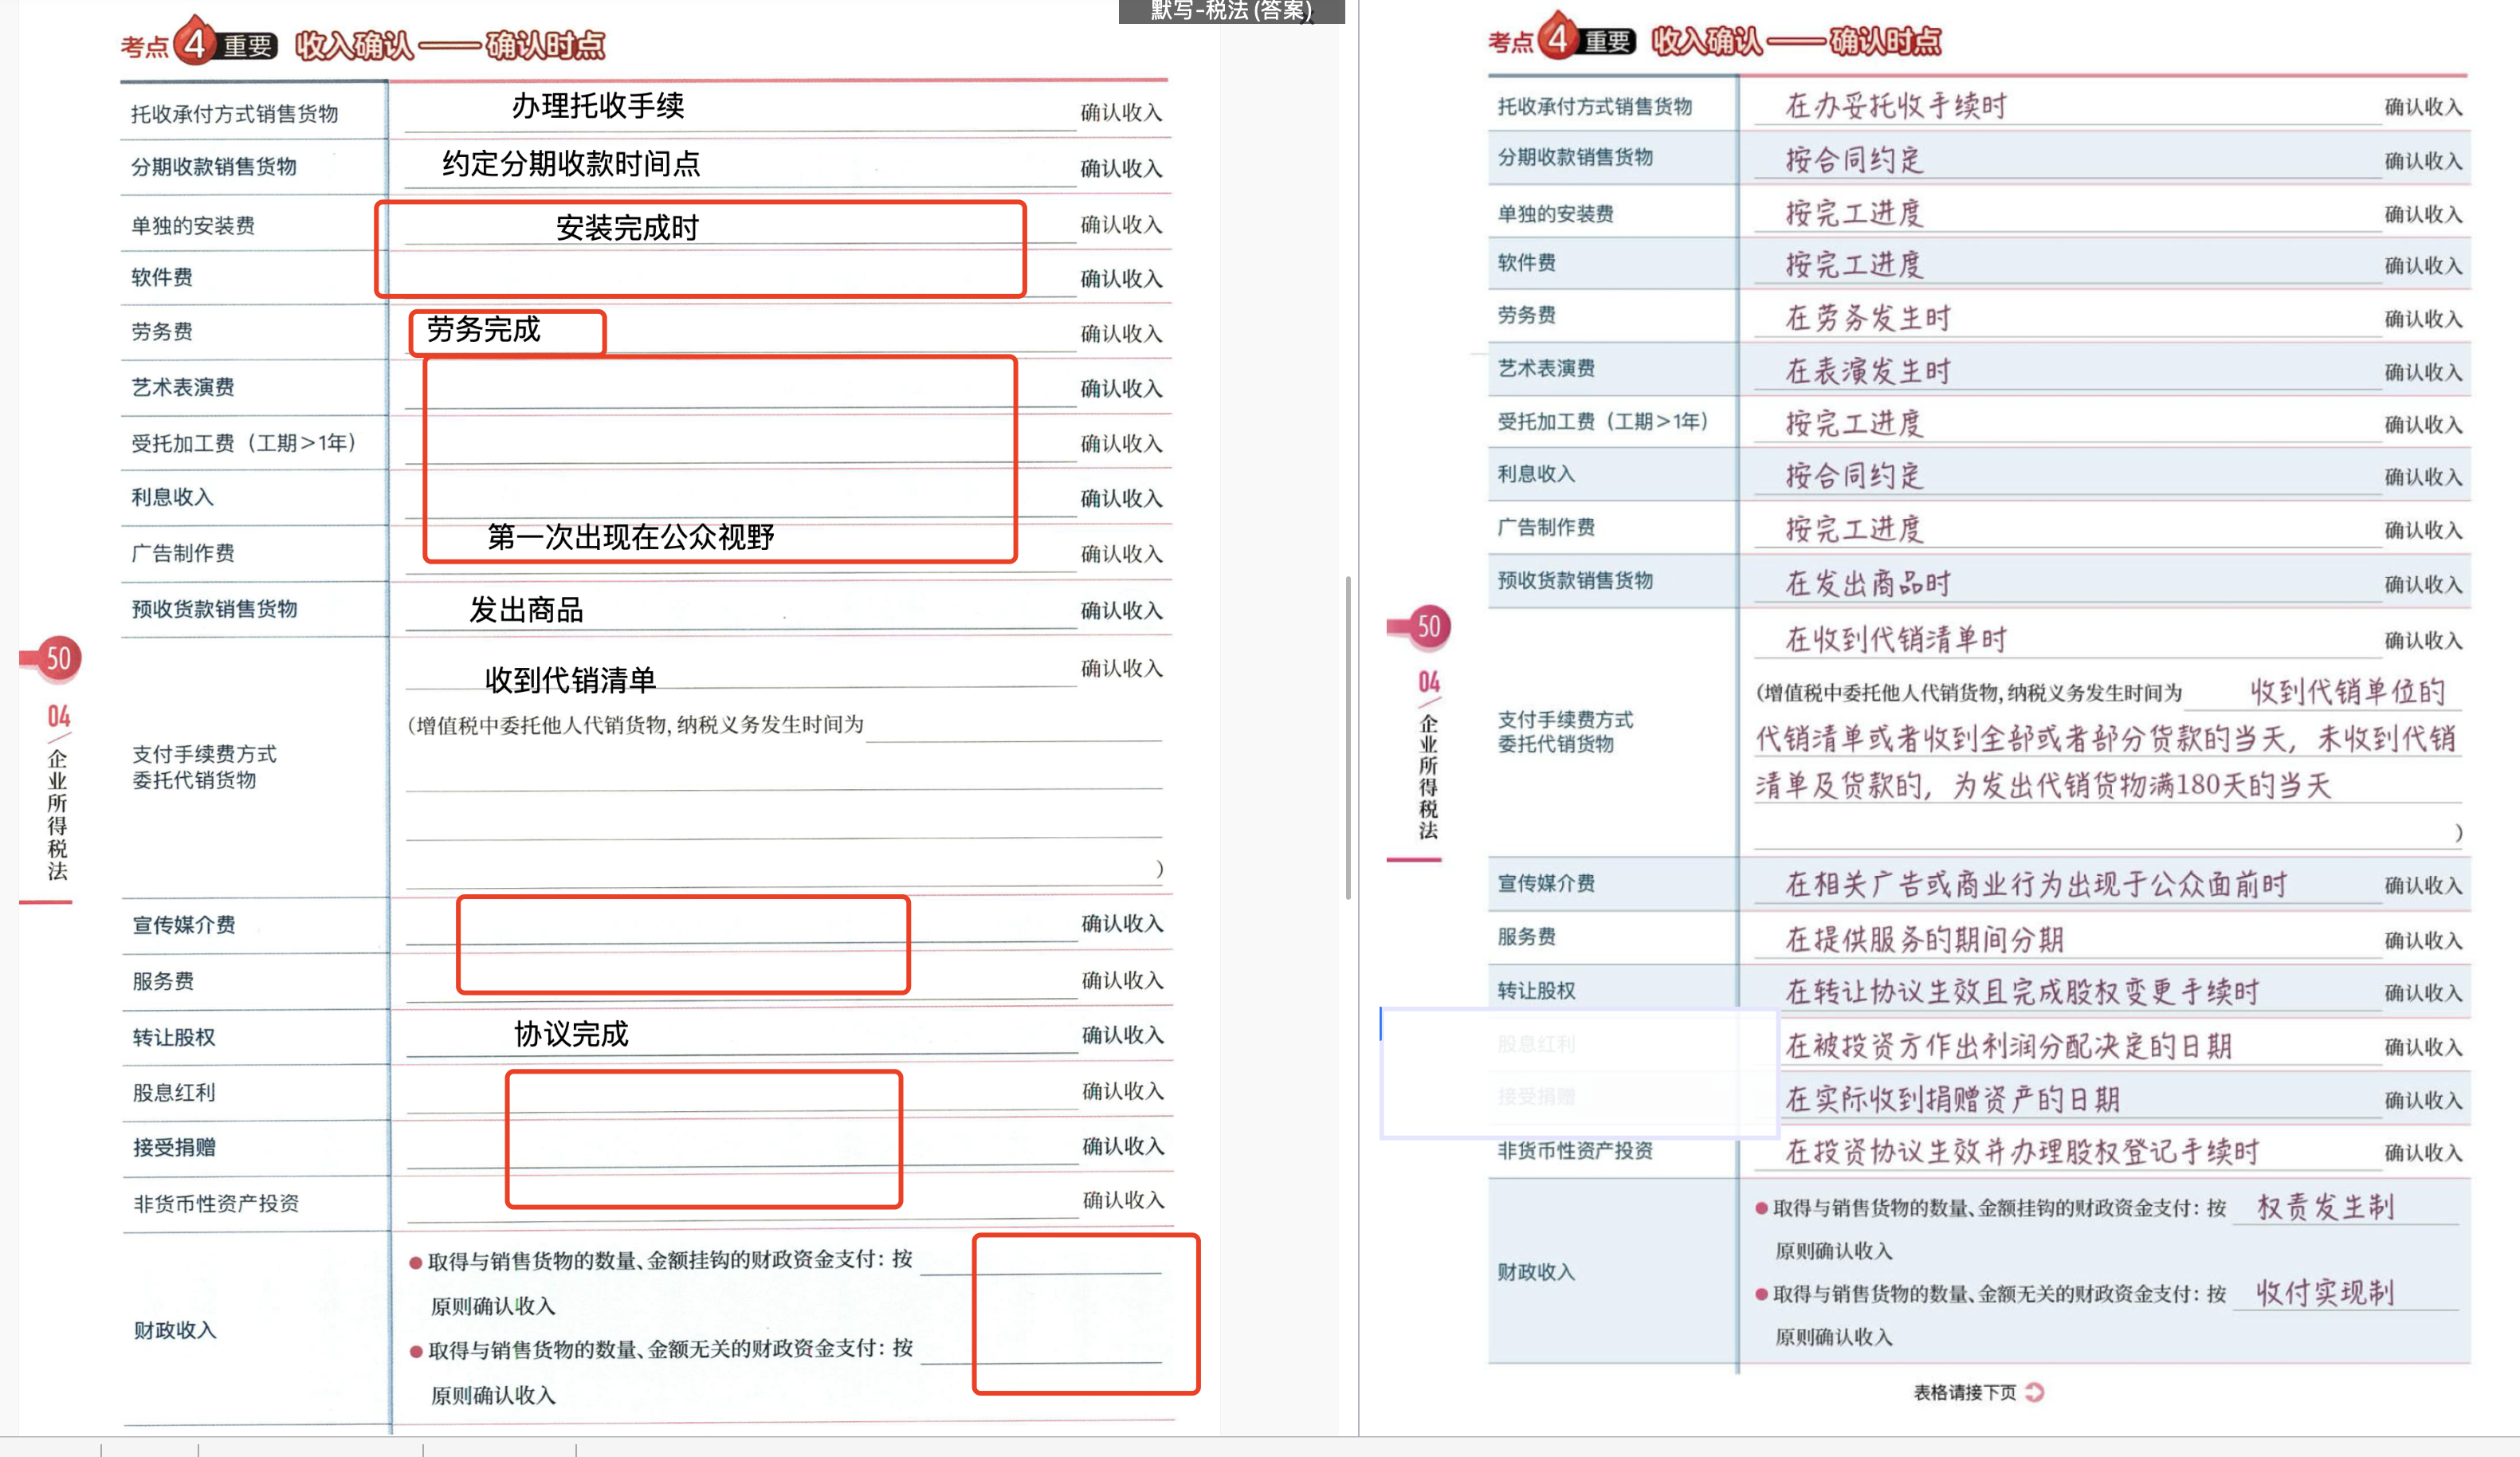 默写-税法 (答案)
考点 4 重要 收入确认——确认时点
托收承付方式销售货物 办理托收手续 确认收入
分期收款销售货物 约定分期收款时间点 确认收入
单独的安装费 安装完成时 确认收入
软件费 确认收入
劳务费 劳务完成 确认收入
艺术表演费 确认收入
受托加工费（工期>1年） 确认收入
利息收入 确认收入
广告制作费 第一次出现在公众视野 确认收入
预收货款销售货物 发出商品 确认收入
支付手续费方式
委托代销货物
收到代销清单 确认收入
(增值税中委托他人代销货物,纳税义务发生时间为
)
宣传媒介费 确认收入
服务费 确认收入
转让股权 协议完成 确认收入
股息红利 确认收入
接受捐赠 确认收入
非货币性资产投资 确认收入
财政收入
●取得与销售货物的数量、金额挂钩的财政资金支付：按
原则确认收入
●取得与销售货物的数量、金额无关的财政资金支付：按
原则确认收入
50
04
企业所得税法
考点 4 重要 收入确认——确认时点
托收承付方式销售货物 在办妥托收手续时 确认收入
分期收款销售货物 按合同约定 确认收入
单独的安装费 按完工进度 确认收入
软件费 按完工进度 确认收入
劳务费 在劳务发生时 确认收入
艺术表演费 在表演发生时 确认收入
受托加工费（工期>1年） 按完工进度 确认收入
利息收入 按合同约定 确认收入
广告制作费 按完工进度 确认收入
预收货款销售货物 在发出商品时 确认收入
支付手续费方式
委托代销货物
在收到代销清单时 确认收入
(增值税中委托他人代销货物,纳税义务发生时间为 收到代销单位的
代销清单或者收到全部或者部分货款的当天，未收到代销
清单及货款的，为发出代销货物满180天的当天
)
宣传媒介费 在相关广告或商业行为出现于公众面前时 确认收入
服务费 在提供服务的期间分期 确认收入
转让股权 在转让协议生效且完成股权变更手续时 确认收入
股息红利 在被投资方作出利润分配决定的日期 确认收入
接受捐赠 在实际收到捐赠资产的日期 确认收入
非货币性资产投资 在投资协议生效并办理股权登记手续时 确认收入
财政收入
●取得与销售货物的数量、金额挂钩的财政资金支付：按 权责发生制
原则确认收入
●取得与销售货物的数量、金额无关的财政资金支付：按 收付实现制
原则确认收入
表格请接下页
50
04
企业所得税法